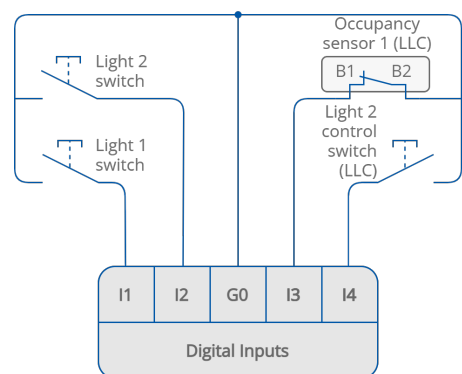 Occupancy
sensor 1 (LLC)
B1 B2
Light 2
switch
Light 1
switch
Light 2
control
switch
(LLC)
I1 I2 G0 I3 I4
Digital Inputs